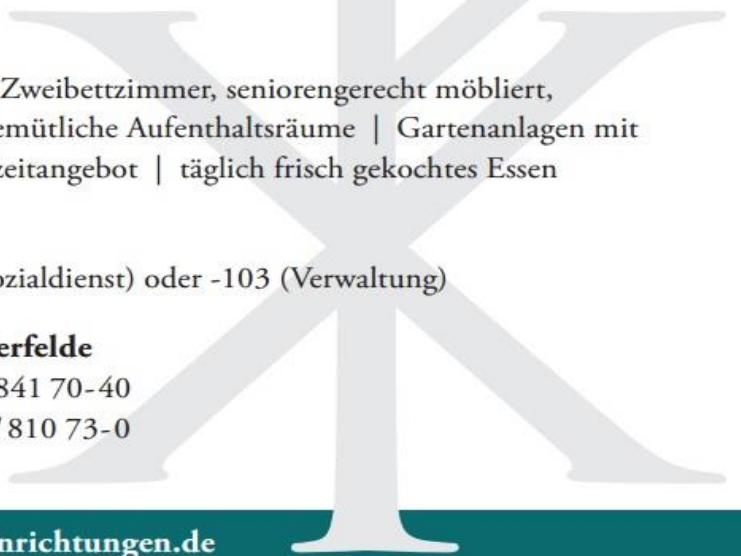 Zweibettzimmer, seniorengerecht möbliert,
emütliche Aufenthaltsräume | Gartenanlagen mit
zeitangebot | täglich frisch gekochtes Essen
ozialdienst) oder -103 (Verwaltung)
erfelde
841 70-40
810 73-0
nrichtungen.de